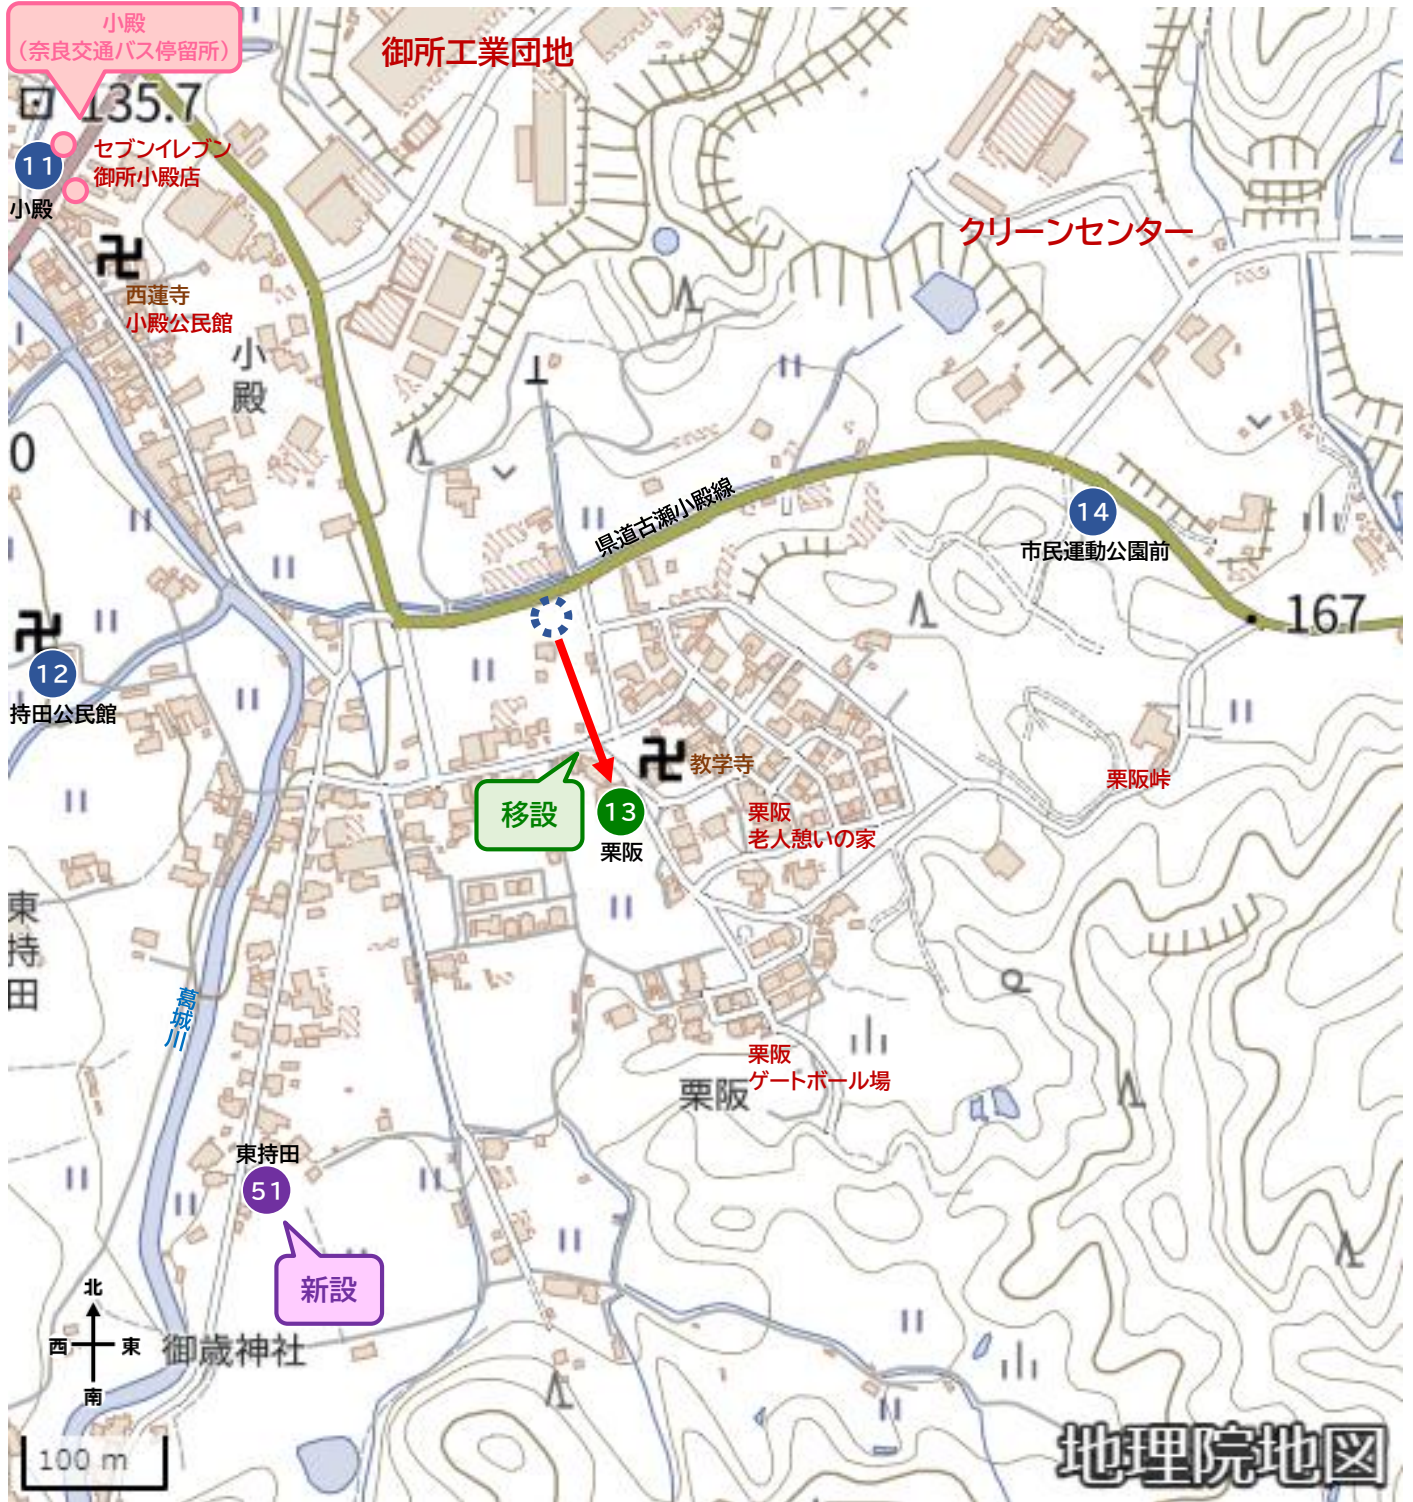 小殿
（奈良交通バス停留所）
御所工業団地
135.7
セブンイレブン
御所小殿店
11
小殿
クリーンセンター
西蓮寺
小殿公民館
小
殿
0
県道古瀬小殿線
14
市民運動公園前
167
12
持田公民館
教学寺
栗阪峠
移設
13
栗阪
栗阪
老人憩いの家
東
持
田
葛城川
栗阪
ゲートボール場
栗阪
東持田
51
新設
北
西
東
南
御歳神社
100 m
地理院地図